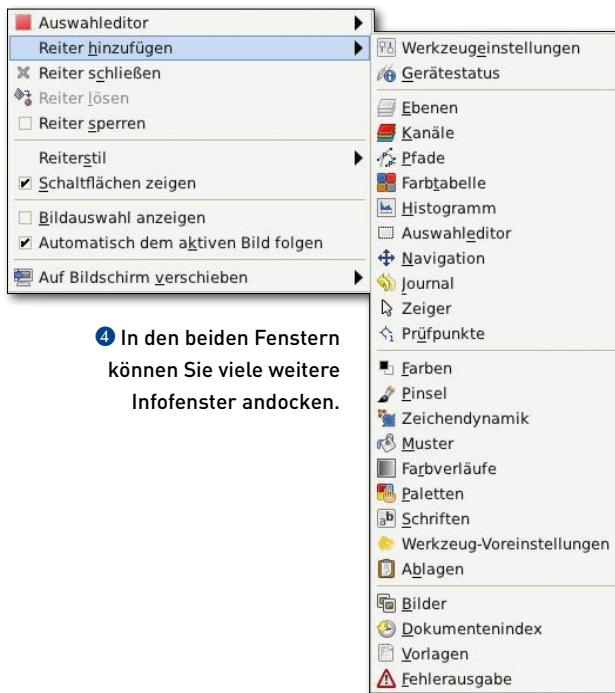 Auswahleditor
Reiter hinzufügen
Reiter schließen
Reiter lösen
Reiter sperren
Reiterstil
Schaltflächen zeigen
Bildauswahl anzeigen
Automatisch dem aktiven Bild folgen
Auf Bildschirm verschieben
4 In den beiden Fenstern
können Sie viele weitere
Infofenster andocken.
Werkzeugeinstellungen
Gerätestatus
Ebenen
Kanäle
Pfade
Farbtabelle
Histogramm
Auswahleditor
Navigation
Journal
Zeiger
Prüfpunkte
Farben
Pinsel
Zeichendynamik
Muster
Farbverläufe
Paletten
Schriften
Werkzeug-Voreinstellungen
Ablagen
Bilder
Dokumentenindex
Vorlagen
Fehlerausgabe